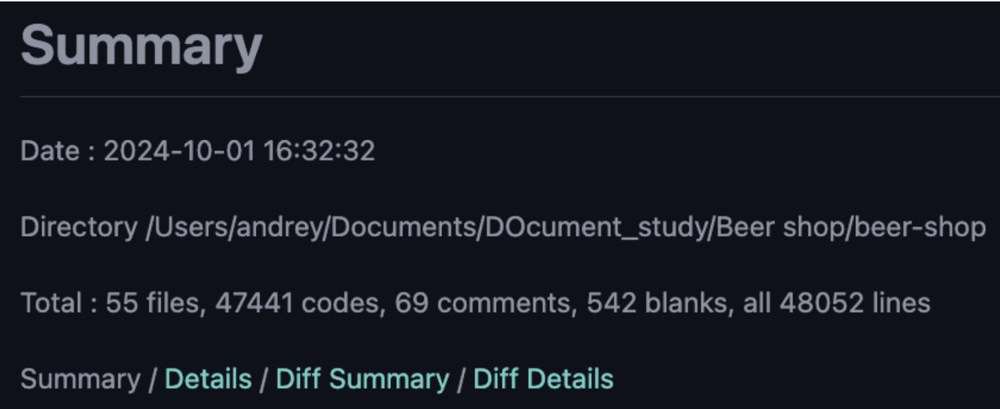 Summary
Date : 2024-10-01 16:32:32
Directory /Users/andrey/Documents/DOcument_study/Beer shop/beer-shop
Total : 55 files, 47441 codes, 69 comments, 542 blanks, all 48052 lines
Summary / Details / Diff Summary / Diff Details